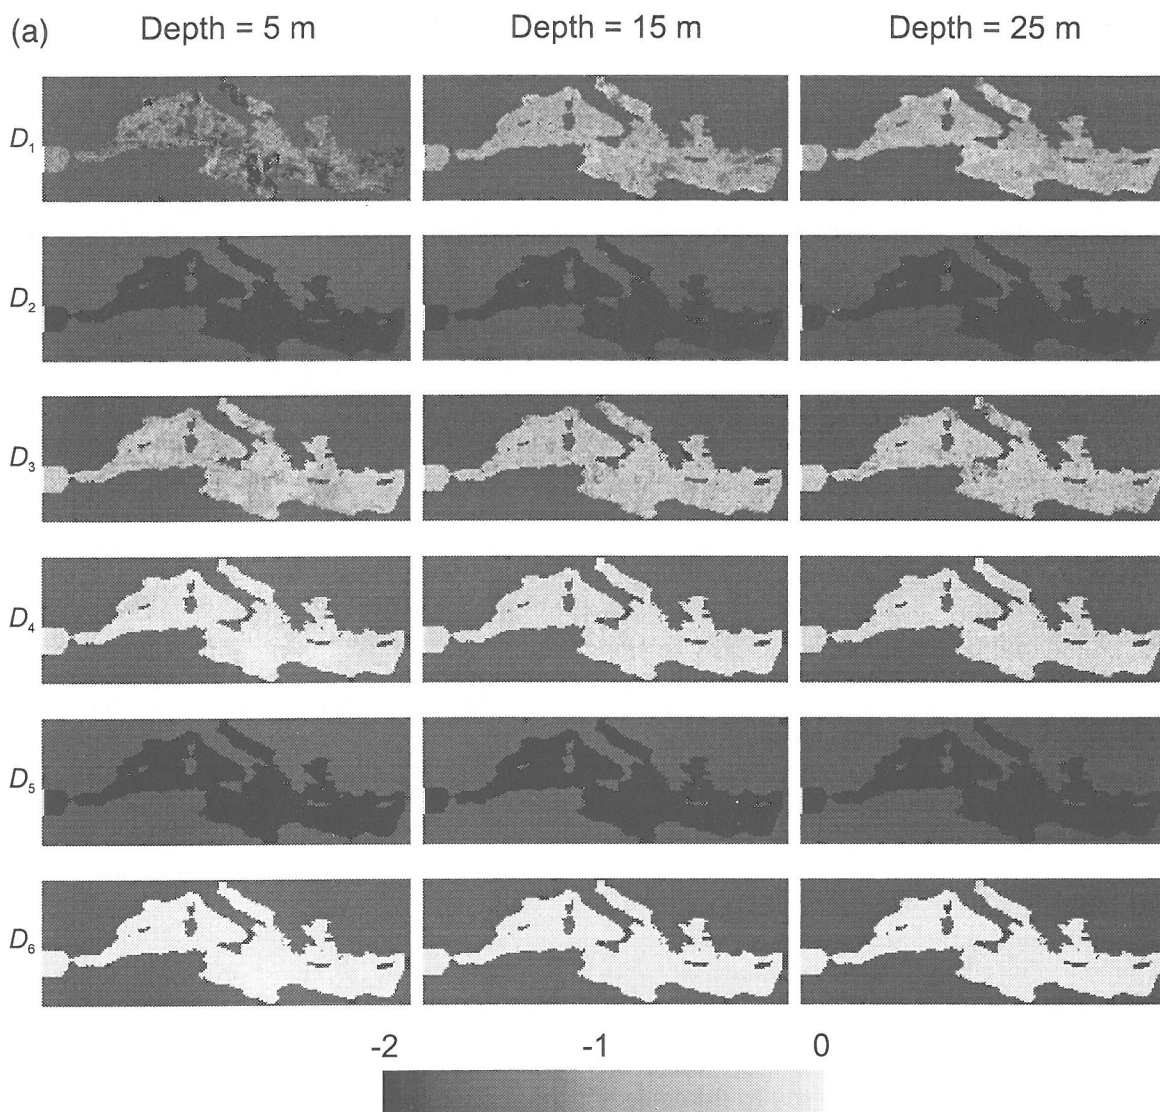 (a) Depth = 5 m Depth = 15 m Depth = 25 m
D1
D2
D3
D4
D5
D6
-2 -1 0